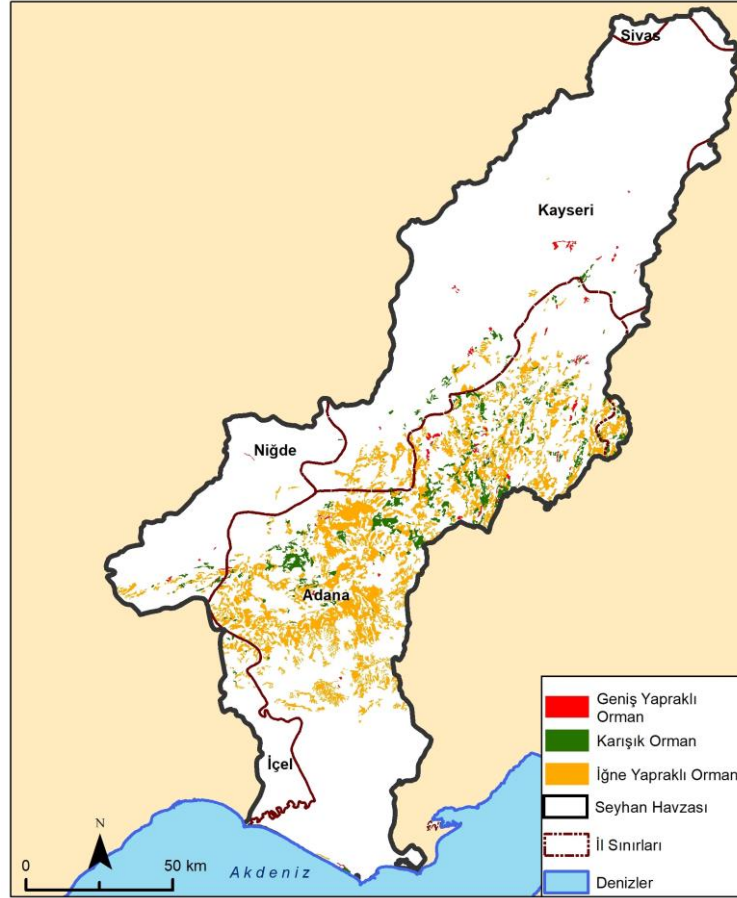 Sivas
Kayseri
Niğde
Adana
İçel
Geniş Yapraklı
Orman
Karışık Orman
İğne Yapraklı Orman
Seyhan Havzası
İl Sınırları
Denizler
N
0 50 km
Akdeniz